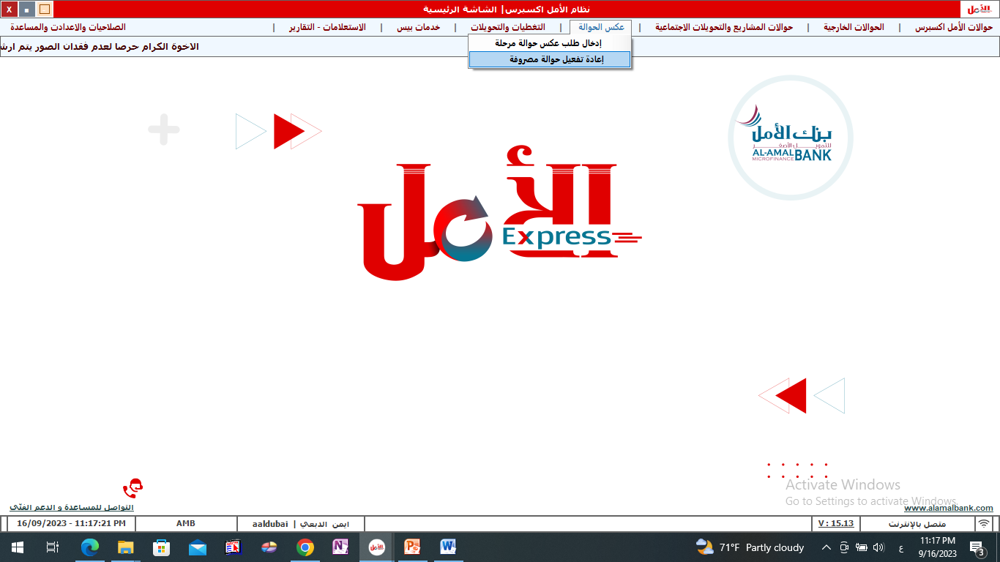 نظام الأمل اكسبرس| الشاشة الرئيسية
X
الأمل
حوالات الأمل اكسبرس | الحوالات الخارجية | حوالات المشاريع والتحويلات الاجتماعية | عكس الحوالة | التغطيات والتحويلات | خدمات بيس | الاستعلامات - التقارير | الصلاحيات والاعدادت والمساعدة
إدخال طلب عكس حوالة مرحلة
إعادة تفعيل حوالة مصروفة
الاخوة الكرام حرصا لعدم فقدان الصور يتم ارش
بنك الأمل
للتمويل الأصغر
AL-AMAL BANK
MICROFINANCE
الأمل
Express
Activate Windows
Go to Settings to activate Windows.
www.alamalbank.com
التواصل للمساعدة و الدعم الفنّي
16/09/2023 - 11:17:21 PM
AMB
aaldubai | ايمن الدبعي
V : 15.13
متصل بالإنترنت
71°F Partly cloudy
ع
11:17 PM
9/16/2023
3